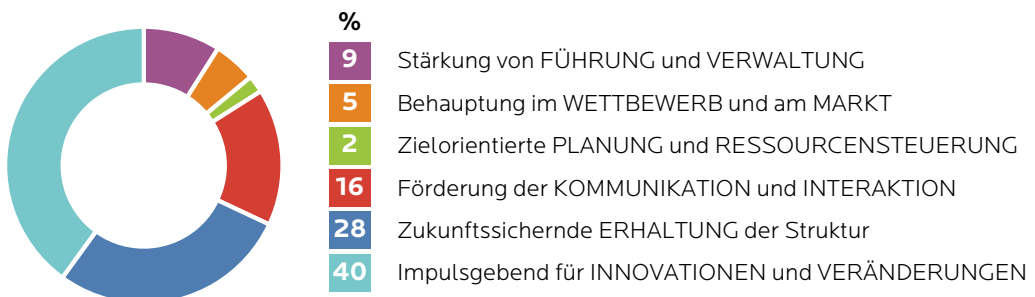 %
9 Stärkung von FÜHRUNG und VERWALTUNG
5 Behauptung im WETTBEWERB und am MARKT
2 Zielorientierte PLANUNG und RESSOURCENSTEUERUNG
16 Förderung der KOMMUNIKATION und INTERAKTION
28 Zukunftssichernde ERHALTUNG der Struktur
40 Impulsgebend für INNOVATIONEN und VERÄNDERUNGEN